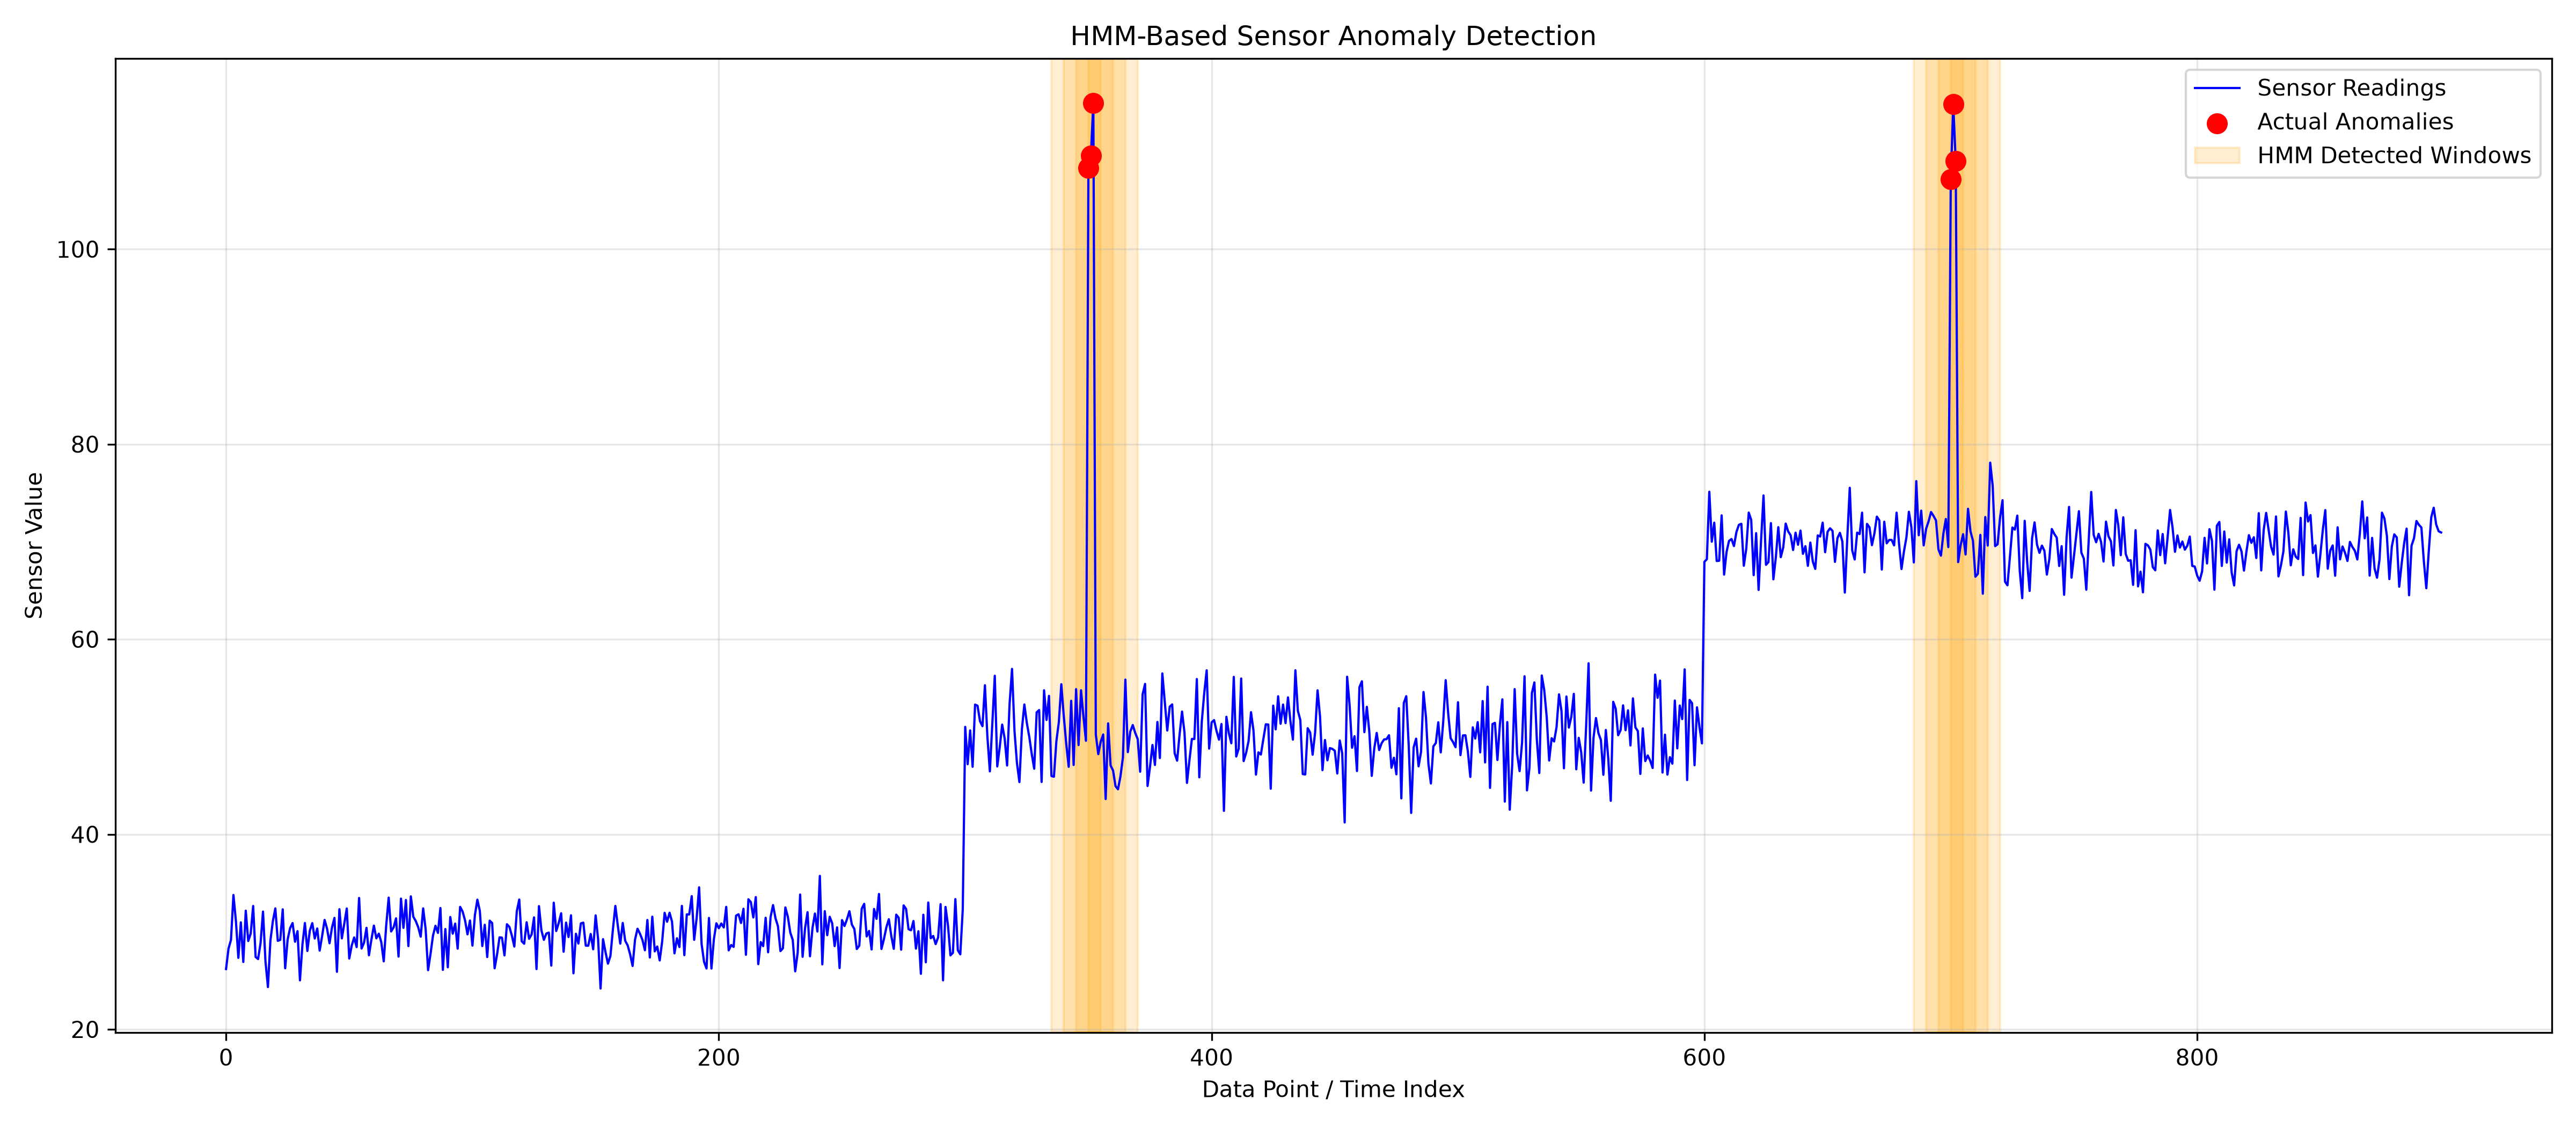 HMM-Based Sensor Anomaly Detection
Sensor Readings
Actual Anomalies
HMM Detected Windows
Sensor Value
100
80
60
40
20
0
200
400
600
800
Data Point / Time Index